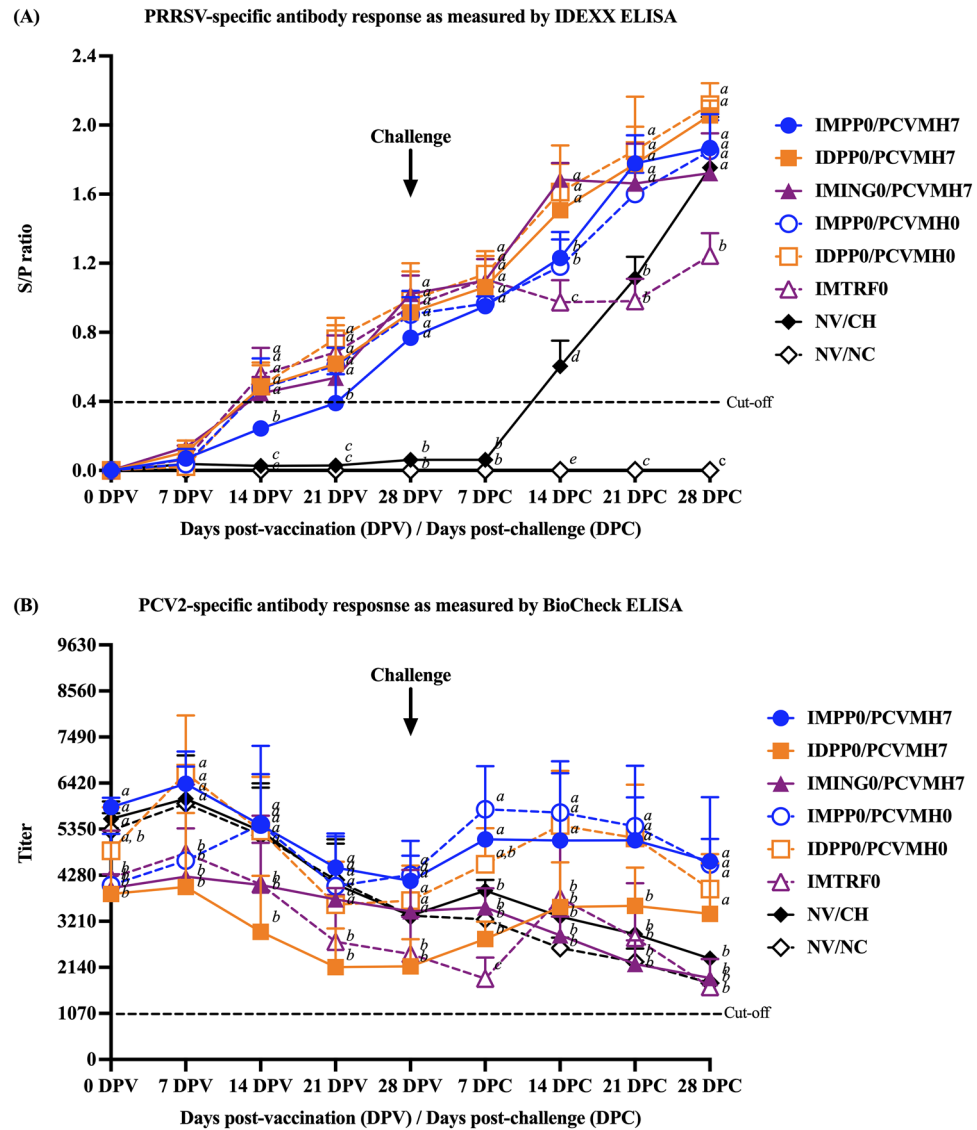 (A) PRRSV-specific antibody response as measured by IDEXX ELISA
2.4
2.0
1.6
1.2
0.8
0.4
0.0
S/P ratio
Challenge
Cut-off
0 DPV 7 DPV 14 DPV 21 DPV 28 DPV 7 DPC 14 DPC 21 DPC 28 DPC
Days post-vaccination (DPV) / Days post-challenge (DPC)
IMPP0/PCVMH7
IDPP0/PCVMH7
IMING0/PCVMH7
IMPP0/PCVMH0
IDPP0/PCVMH0
IMTRF0
NV/CH
NV/NC
(B) PCV2-specific antibody resposnse as measured by BioCheck ELISA
9630
8560
7490
6420
5350
4280
3210
2140
1070
0
Titer
Challenge
Cut-off
0 DPV 7 DPV 14 DPV 21 DPV 28 DPV 7 DPC 14 DPC 21 DPC 28 DPC
Days post-vaccination (DPV) / Days post-challenge (DPC)
IMPP0/PCVMH7
IDPP0/PCVMH7
IMING0/PCVMH7
IMPP0/PCVMH0
IDPP0/PCVMH0
IMTRF0
NV/CH
NV/NC